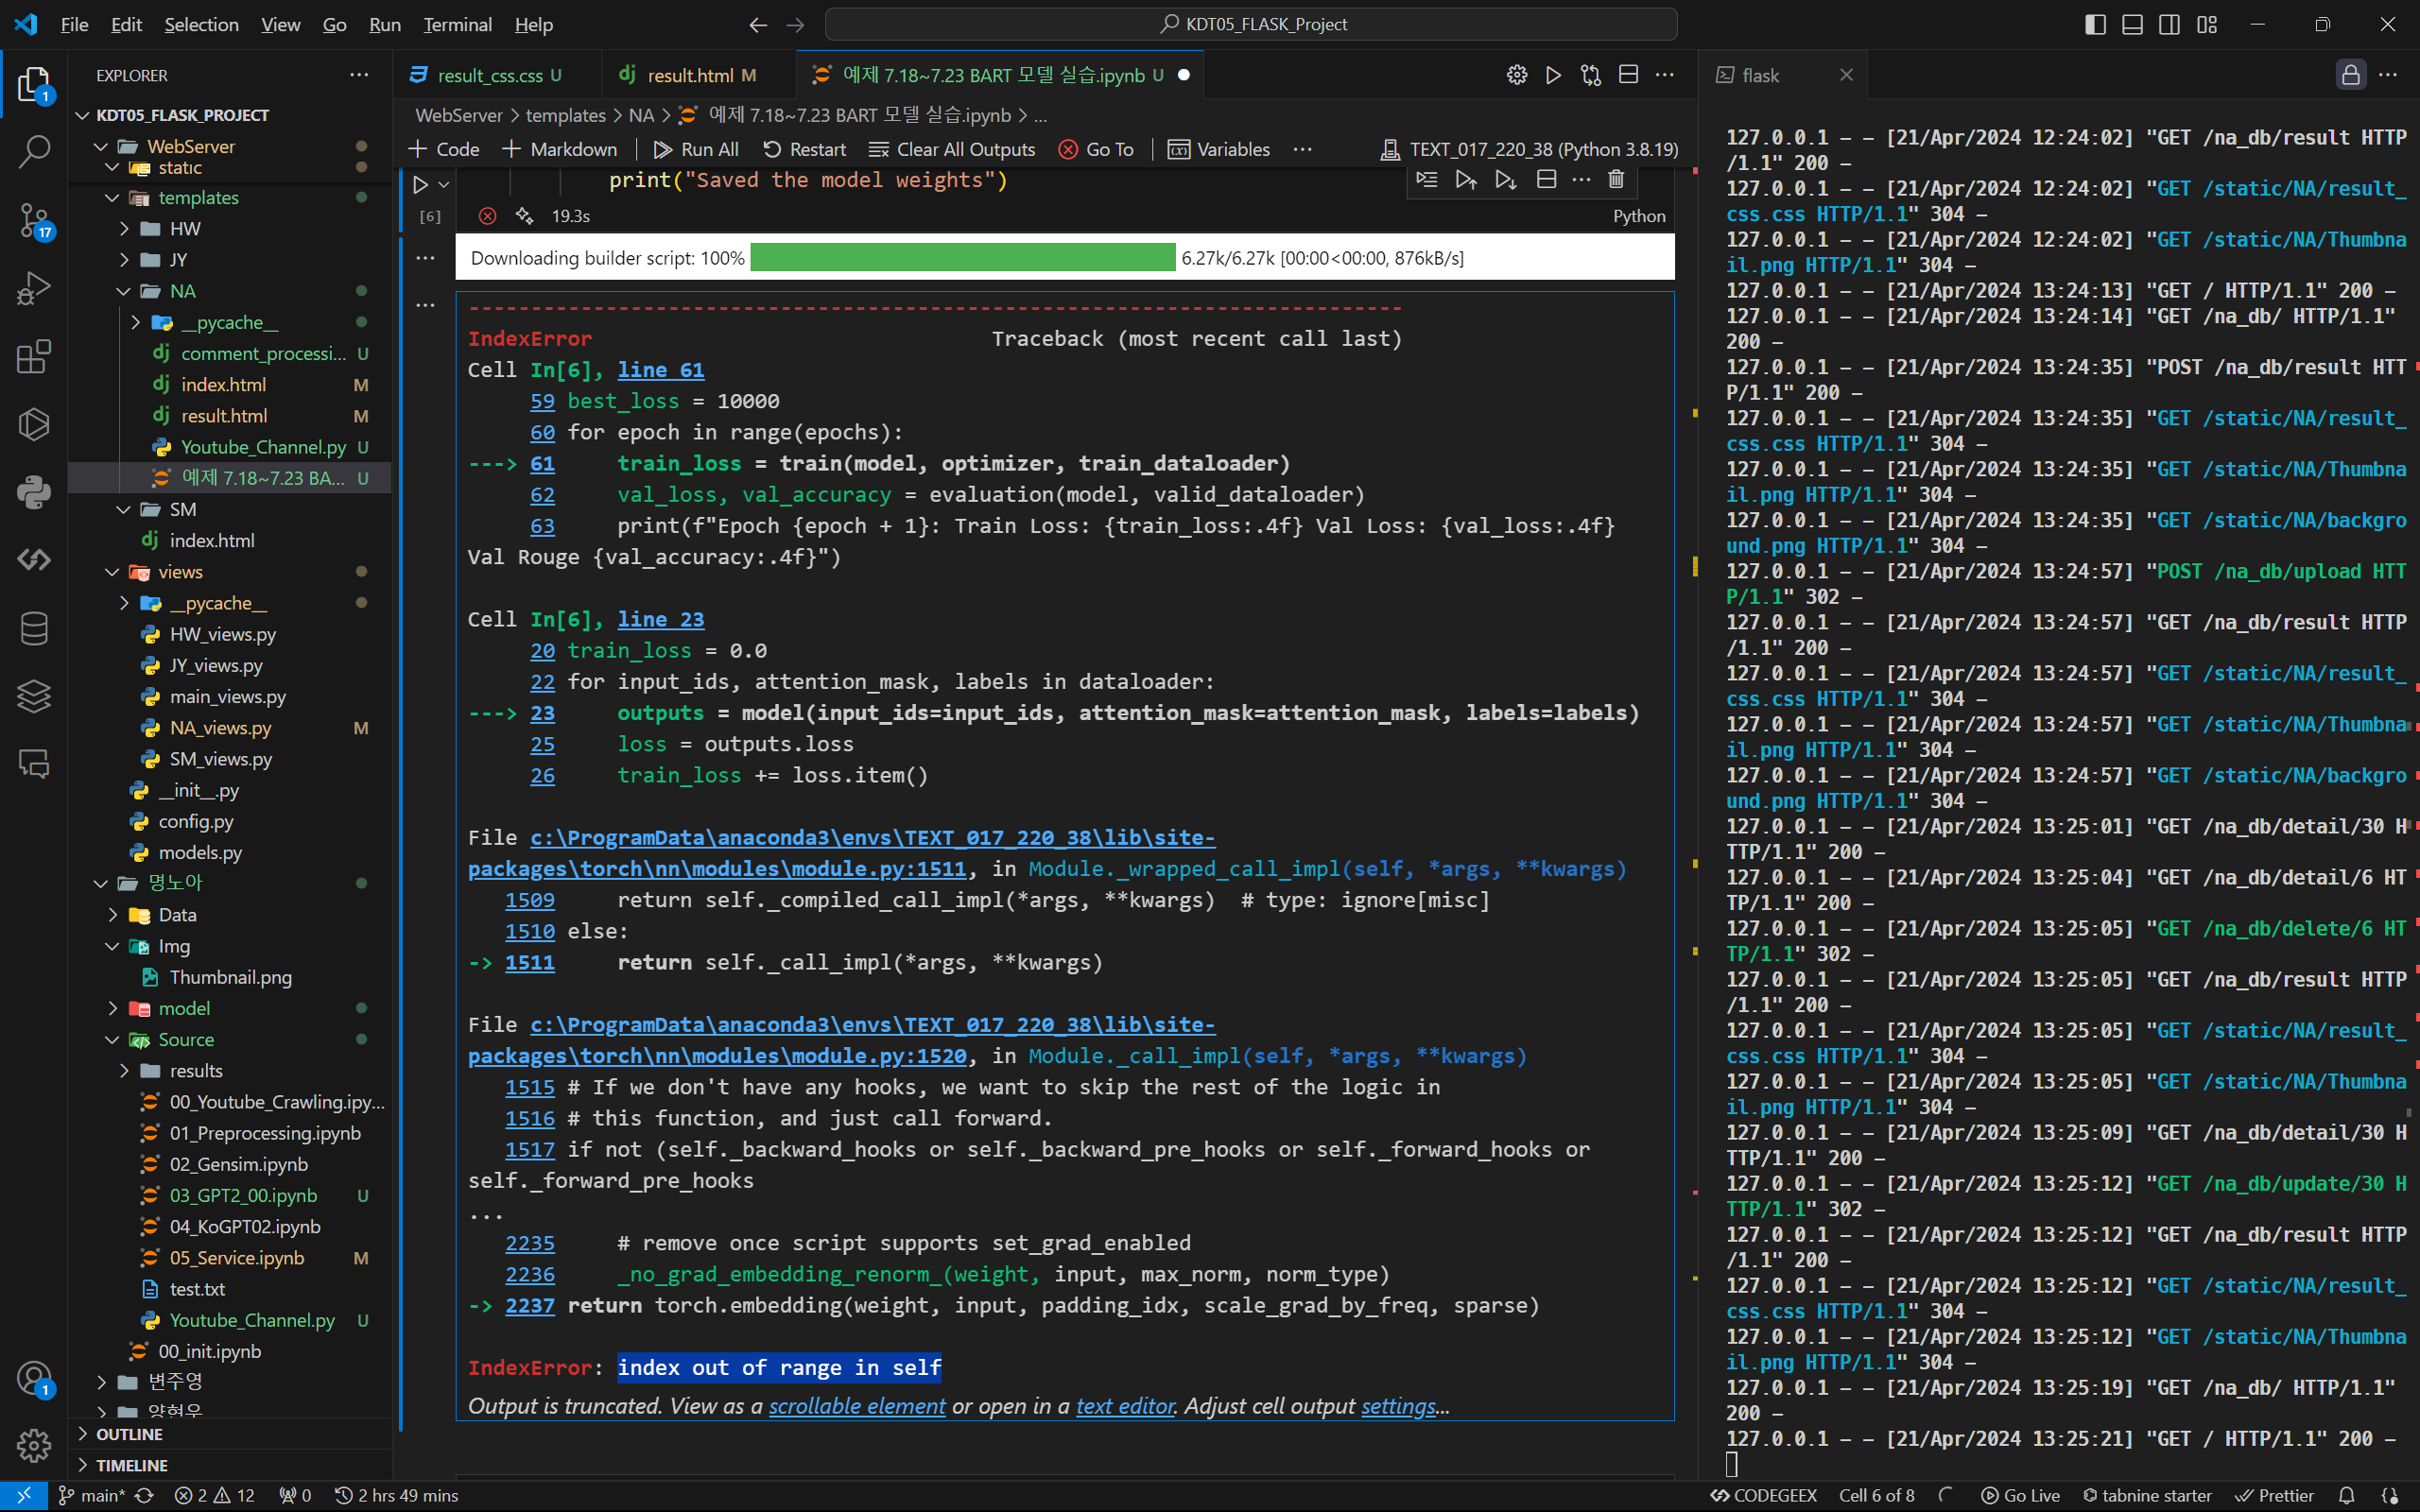 File Edit Selection View Go Run Terminal Help
KDT05_FLASK_Project
EXPLORER
KDT05_FLASK_PROJECT
WebServer
static
templates
HW
JY
NA
__pycache__
comment_processi... U
index.html M
result.html M
Youtube_Channel.py U
예제 7.18~7.23 BA... U
SM
index.html
views
__pycache__
HW_views.py
JY_views.py
main_views.py
NA_views.py M
SM_views.py
__init__.py
config.py
models.py
명노아
Data
Img
Thumbnail.png
model
Source
results
00_Youtube_Crawling.ipy...
01_Preprocessing.ipynb
02_Gensim.ipynb
03_GPT2_00.ipynb U
04_KoGPT02.ipynb
05_Service.ipynb M
test.txt
Youtube_Channel.py U
00_init.ipynb
변주영
양현우
OUTLINE
TIMELINE
1
17
1
result_css.css U
result.html M
예제 7.18~7.23 BART 모델 실습.ipynb U
WebServer > templates > NA > 예제 7.18~7.23 BART 모델 실습.ipynb > ...
Code Markdown Run All Restart Clear All Outputs Go To Variables ... TEXT_017_220_38 (Python 3.8.19)
print("Saved the model weights")
[6] 19.3s Python
Downloading builder script: 100% 6.27k/6.27k [00:00<00:00, 876kB/s]
---------------------------------------------------------------------------
IndexError Traceback (most recent call last)
Cell In[6], line 61
59 best_loss = 10000
60 for epoch in range(epochs):
---> 61 train_loss = train(model, optimizer, train_dataloader)
62 val_loss, val_accuracy = evaluation(model, valid_dataloader)
63 print(f"Epoch {epoch + 1}: Train Loss: {train_loss:.4f} Val Loss: {val_loss:.4f}
Val Rouge {val_accuracy:.4f}")
Cell In[6], line 23
20 train_loss = 0.0
22 for input_ids, attention_mask, labels in dataloader:
---> 23 outputs = model(input_ids=input_ids, attention_mask=attention_mask, labels=labels)
25 loss = outputs.loss
26 train_loss += loss.item()
File c:\ProgramData\anaconda3\envs\TEXT_017_220_38\lib\site-
packages\torch\nn\modules\module.py:1511, in Module._wrapped_call_impl(self, *args, **kwargs)
1509 return self._compiled_call_impl(*args, **kwargs) # type: ignore[misc]
1510 else:
-> 1511 return self._call_impl(*args, **kwargs)
File c:\ProgramData\anaconda3\envs\TEXT_017_220_38\lib\site-
packages\torch\nn\modules\module.py:1520, in Module._call_impl(self, *args, **kwargs)
1515 # If we don't have any hooks, we want to skip the rest of the logic in
1516 # this function, and just call forward.
1517 if not (self._backward_hooks or self._backward_pre_hooks or self._forward_hooks or
self._forward_pre_hooks
...
2235 # remove once script supports set_grad_enabled
2236 _no_grad_embedding_renorm_(weight, input, max_norm, norm_type)
-> 2237 return torch.embedding(weight, input, padding_idx, scale_grad_by_freq, sparse)
IndexError: index out of range in self
Output is truncated. View as a scrollable element or open in a text editor. Adjust cell output settings...
flask
127.0.0.1 - - [21/Apr/2024 12:24:02] "GET /na_db/result HTTP
/1.1" 200 -
127.0.0.1 - - [21/Apr/2024 12:24:02] "GET /static/NA/result_
css.css HTTP/1.1" 304 -
127.0.0.1 - - [21/Apr/2024 12:24:02] "GET /static/NA/Thumbna
il.png HTTP/1.1" 304 -
127.0.0.1 - - [21/Apr/2024 13:24:13] "GET / HTTP/1.1" 200 -
127.0.0.1 - - [21/Apr/2024 13:24:14] "GET /na_db/ HTTP/1.1"
200 -
127.0.0.1 - - [21/Apr/2024 13:24:35] "POST /na_db/result HTT
P/1.1" 200 -
127.0.0.1 - - [21/Apr/2024 13:24:35] "GET /static/NA/result_
css.css HTTP/1.1" 304 -
127.0.0.1 - - [21/Apr/2024 13:24:35] "GET /static/NA/Thumbna
il.png HTTP/1.1" 304 -
127.0.0.1 - - [21/Apr/2024 13:24:35] "GET /static/NA/backgro
und.png HTTP/1.1" 304 -
127.0.0.1 - - [21/Apr/2024 13:24:57] "POST /na_db/upload HTT
P/1.1" 302 -
127.0.0.1 - - [21/Apr/2024 13:24:57] "GET /na_db/result HTTP
/1.1" 200 -
127.0.0.1 - - [21/Apr/2024 13:24:57] "GET /static/NA/result_
css.css HTTP/1.1" 304 -
127.0.0.1 - - [21/Apr/2024 13:24:57] "GET /static/NA/Thumbna
il.png HTTP/1.1" 304 -
127.0.0.1 - - [21/Apr/2024 13:24:57] "GET /static/NA/backgro
und.png HTTP/1.1" 304 -
127.0.0.1 - - [21/Apr/2024 13:25:01] "GET /na_db/detail/30 H
TTP/1.1" 200 -
127.0.0.1 - - [21/Apr/2024 13:25:04] "GET /na_db/detail/6 HT
TP/1.1" 200 -
127.0.0.1 - - [21/Apr/2024 13:25:05] "GET /na_db/delete/6 HT
TP/1.1" 302 -
127.0.0.1 - - [21/Apr/2024 13:25:05] "GET /na_db/result HTTP
/1.1" 200 -
127.0.0.1 - - [21/Apr/2024 13:25:05] "GET /static/NA/result_
css.css HTTP/1.1" 304 -
127.0.0.1 - - [21/Apr/2024 13:25:05] "GET /static/NA/Thumbna
il.png HTTP/1.1" 304 -
127.0.0.1 - - [21/Apr/2024 13:25:09] "GET /na_db/detail/30 H
TTP/1.1" 200 -
127.0.0.1 - - [21/Apr/2024 13:25:12] "GET /na_db/update/30 H
TTP/1.1" 302 -
127.0.0.1 - - [21/Apr/2024 13:25:12] "GET /na_db/result HTTP
/1.1" 200 -
127.0.0.1 - - [21/Apr/2024 13:25:12] "GET /static/NA/result_
css.css HTTP/1.1" 304 -
127.0.0.1 - - [21/Apr/2024 13:25:12] "GET /static/NA/Thumbna
il.png HTTP/1.1" 304 -
127.0.0.1 - - [21/Apr/2024 13:25:19] "GET /na_db/ HTTP/1.1"
200 -
127.0.0.1 - - [21/Apr/2024 13:25:21] "GET / HTTP/1.1" 200 -
main* 2 12 0 2 hrs 49 mins CODEGEEX Cell 6 of 8 Go Live tabnine starter Prettier